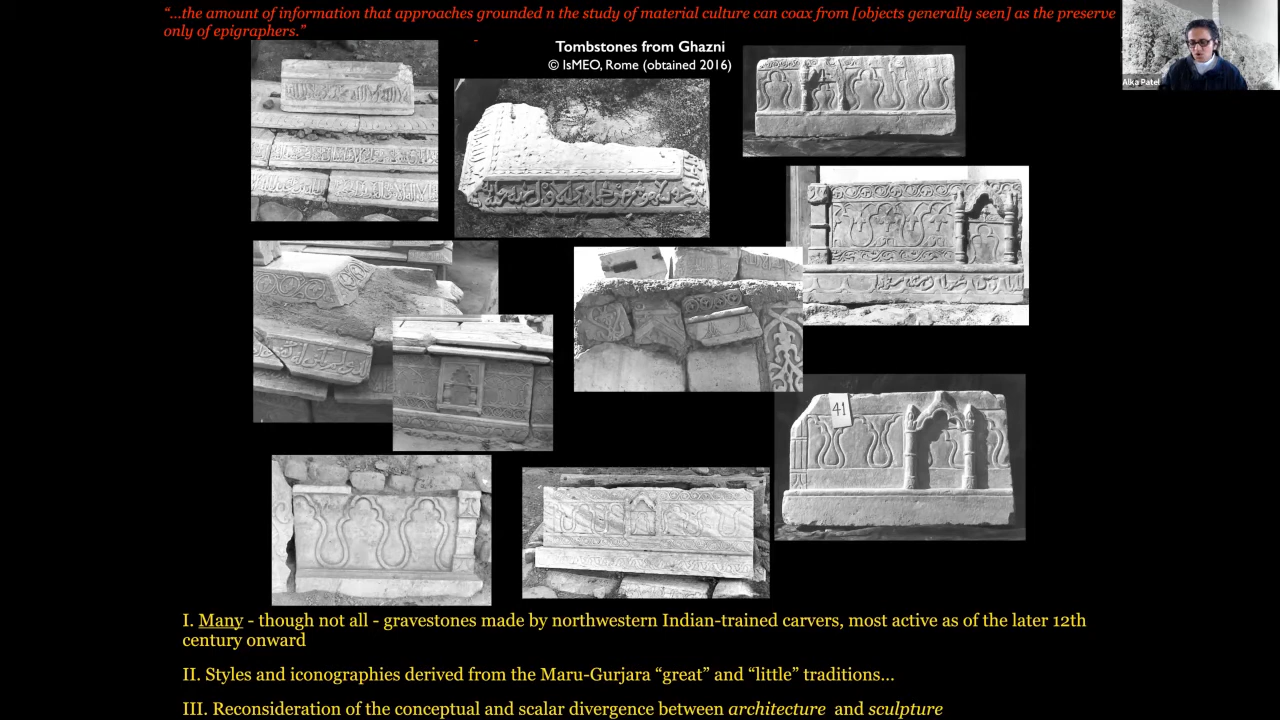 “...the amount of information that approaches grounded n the study of material culture can coax from [objects generally seen] as the preserve
only of epigraphers.”
Tombstones from Ghazni
© IsMEO, Rome (obtained 2016)
Alka Patel
41
I. Many - though not all - gravestones made by northwestern Indian-trained carvers, most active as of the later 12th
century onward
II. Styles and iconographies derived from the Maru-Gurjara “great” and “little” traditions...
III. Reconsideration of the conceptual and scalar divergence between architecture and sculpture